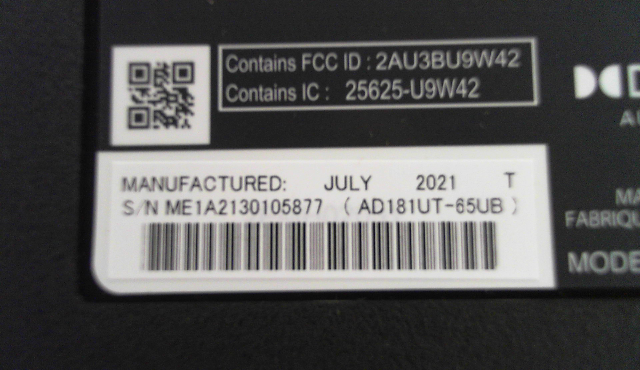 Contains FCC ID : 2AU3BU9W42
Contains IC : 25625-U9W42
MANUFACTURED: JULY 2021 T
S/N ME1A2130105877 ( AD181UT-65UB )